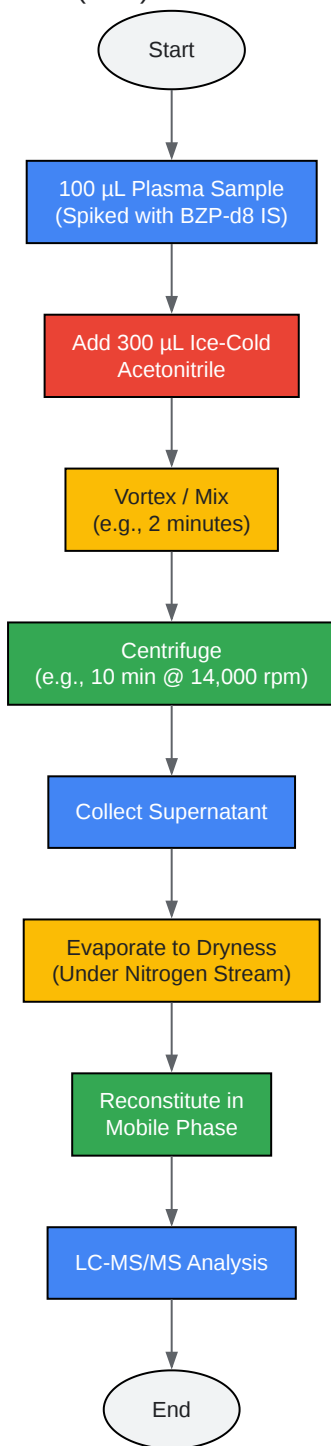 Start
100 µL Plasma Sample
(Spiked with BZP-d8 IS)
Add 300 µL Ice-Cold
Acetonitrile
Vortex / Mix
(e.g., 2 minutes)
Centrifuge
(e.g., 10 min @ 14,000 rpm)
Collect Supernatant
Evaporate to Dryness
(Under Nitrogen Stream)
Reconstitute in
Mobile Phase
LC-MS/MS Analysis
End